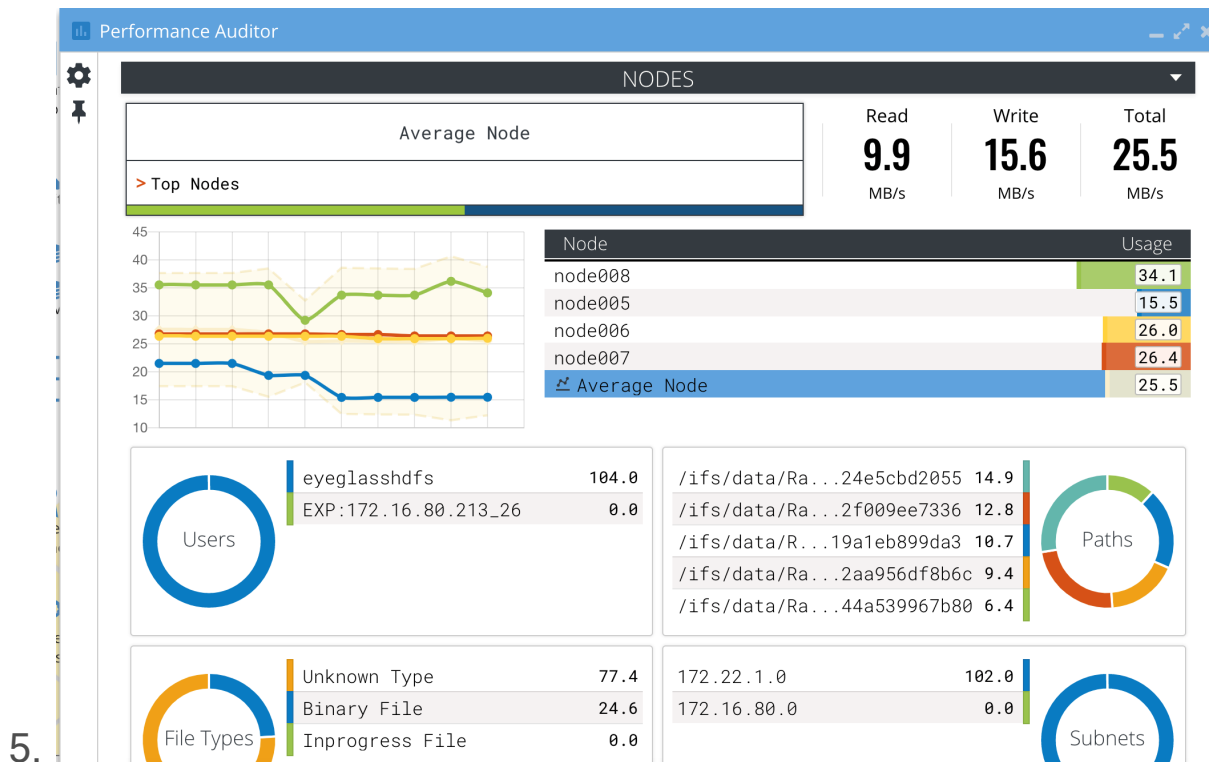 Performance Auditor
NODES
Average Node
> Top Nodes
Read
9.9
MB/s
Write
15.6
MB/s
Total
25.5
MB/s
45
40
35
30
25
20
15
10
Node Usage
node008 34.1
node005 15.5
node006 26.0
node007 26.4
Average Node 25.5
Users
eyeglasshdfs 104.0
EXP:172.16.80.213_26 0.0
/ifs/data/Ra...24e5cbd2055 14.9
/ifs/data/Ra...2f009ee7336 12.8
/ifs/data/R...19a1eb899da3 10.7
/ifs/data/Ra...2aa956df8b6c 9.4
/ifs/data/Ra...44a539967b80 6.4
Paths
File Types
Unknown Type 77.4
Binary File 24.6
Inprogress File 0.0
172.22.1.0 102.0
172.16.80.0 0.0
Subnets
5.